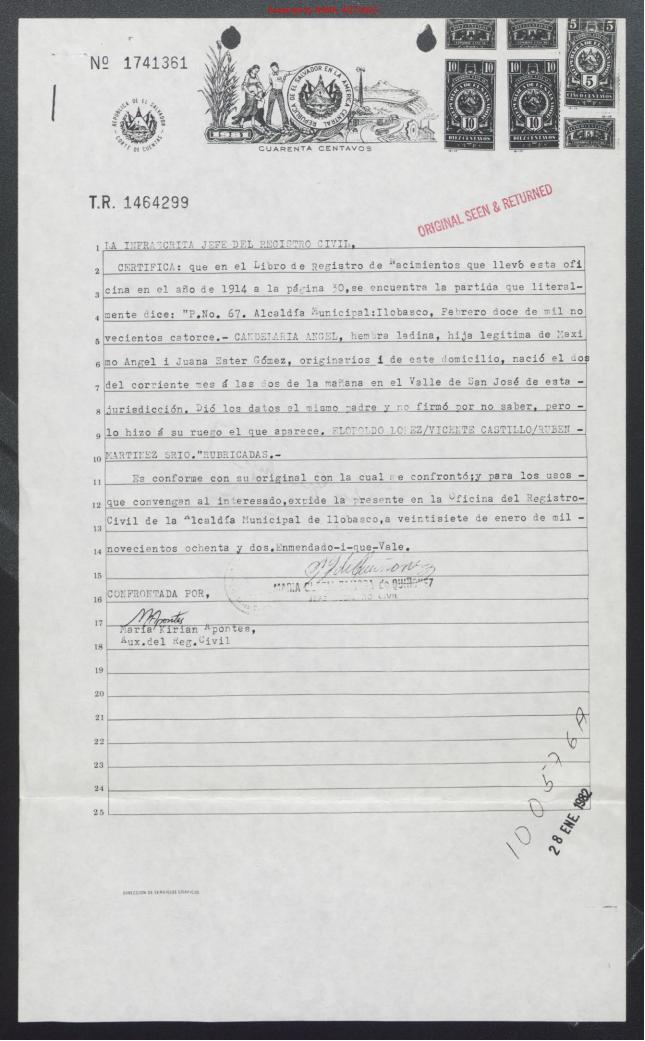 Nº 1741361
REPUBLICA DE EL SALVADOR
CORTE DE CUENTAS
REPUBLICA DE EL SALVADOR EN LA AMERICA CENTRAL
CUARENTA CENTAVOS
10 10
DIEZ CENTAVOS
10 10
DIEZ CENTAVOS
5 5
CINCO CENTAVOS
T.R. 1464299
ORIGINAL SEEN & RETURNED
1 LA INFRASCRITA JEFE DEL REGISTRO CIVIL,
2 CERTIFICA: que en el Libro de Registro de Nacimientos que llevó esta ofi
3 cina en el año de 1914 a la página 30,se encuentra la partida que literal-
4 mente dice: "P.No. 67. Alcaldía Municipal:Ilobasco, Febrero doce de mil no
5 vecientos catorce.- CANDELARIA ANGEL, hembra ladina, hija legitima de Maxi
6 mo Angel i Juana Ester Gómez, originarios i de este domicilio, nació el dos
7 del corriente mes á las dos de la mañana en el Valle de San José de esta -
8 jurisdicción. Dió los datos el mismo padre y no firmó por no saber, pero-
9 lo hizo á su ruego el que aparece. ELOPOLDO LOPEZ/VICENTE CASTILLO/RUBEN -
10 MARTINEZ SRIO."RUBRICADAS.-
11 Es conforme con su original con la cual se confrontó;y para los usos -
12 que convengan al interesado,expide la presente en la Oficina del Registro-
13 Civil de la Alcaldía Municipal de Ilobasco,a veintisiete de enero de mil -
14 novecientos ochenta y dos.Enmendado-i-que-Vale.
15
MARIA de QUIÑONEZ
JEFE REGISTRO CIVIL
16 CONFRONTADA POR,
17 MApontes
María Kirian Apontes,
18 Aux.del Reg.Civil
19
20
21
22
23
24
25
100576A
28 ENE. 1982
DIRECCION DE SERVICIOS GRAFICOS